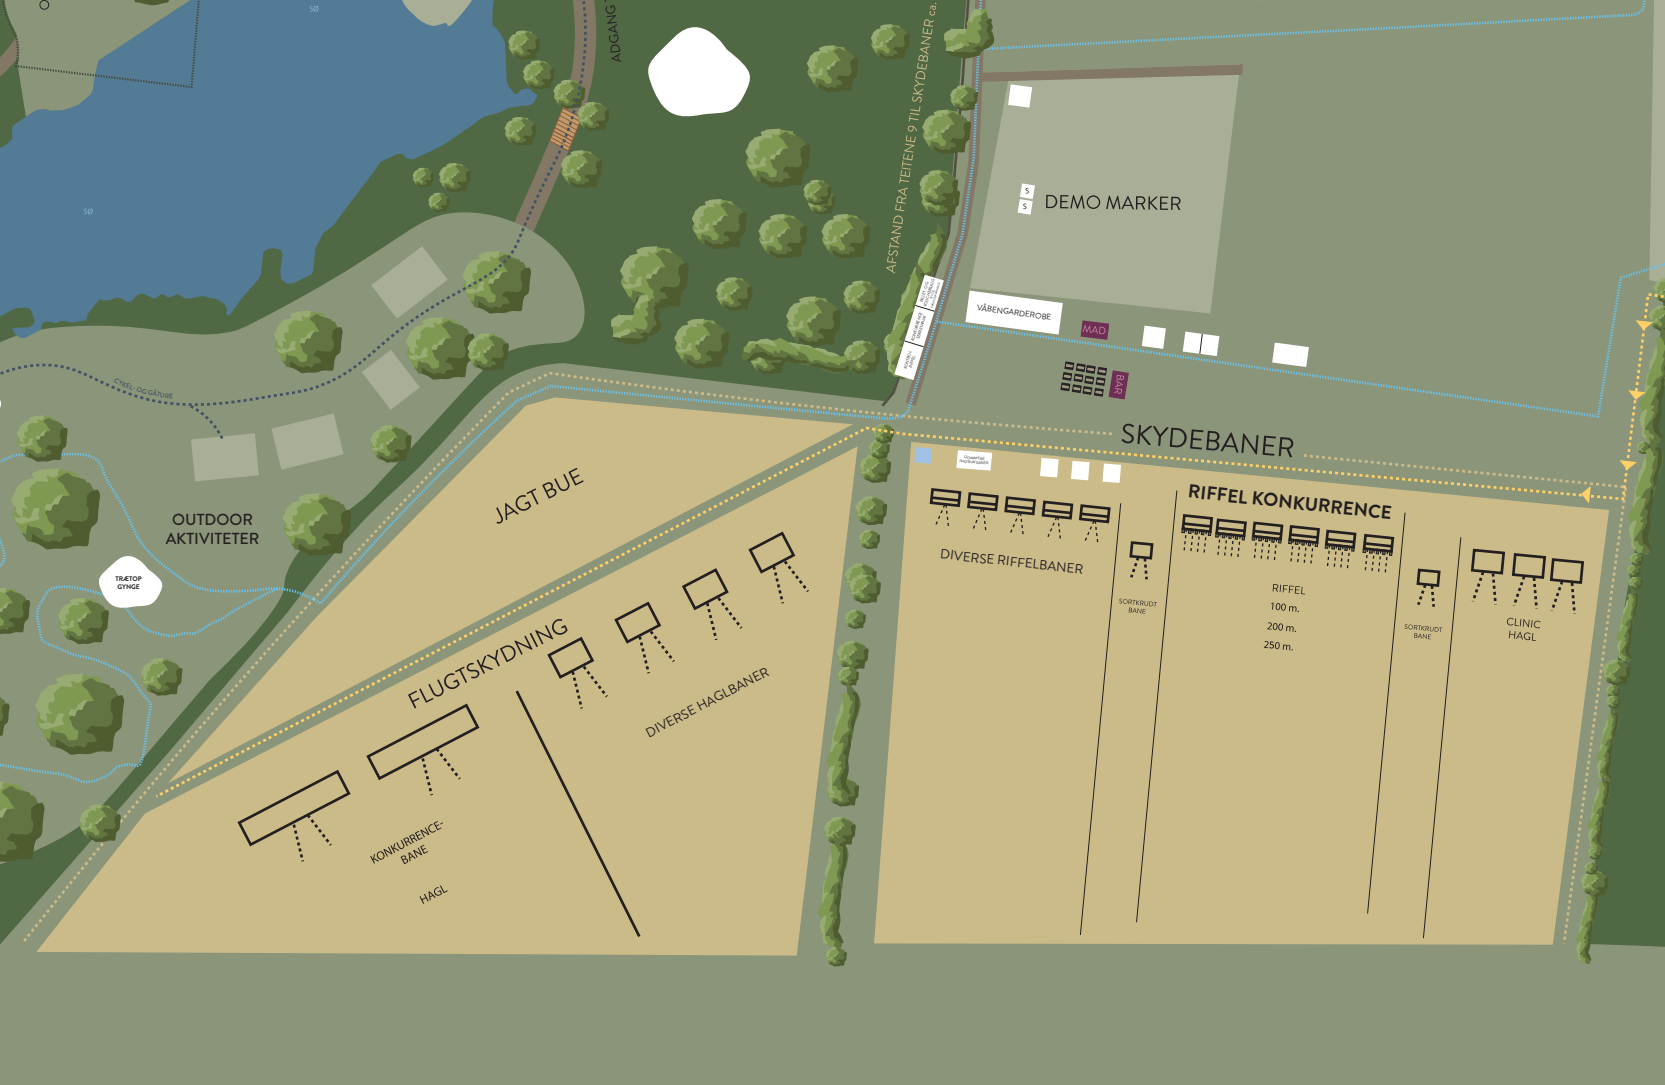 SØ
SØ
ADGANG
AFSTAND FRA TEITENE 9 TIL SKYDEBANER ca.
DEMO MARKER
S
S
VÅBENGARDEROBE
MAD
BAR
CYKEL- OG GÅTURE
SKYDEBANER
JAGT BUE
OUTDOOR
AKTIVITETER
TRÆTOP
GYNGE
FLUGTSKYDNING
DIVERSE HAGLBANER
KONKURRENCE-
BANE
HAGL
DIVERSE RIFFELBANER
SORTKRUDT
BANE
RIFFEL KONKURRENCE
RIFFEL
100 m.
200 m.
250 m.
SORTKRUDT
BANE
CLINIC
HAGL